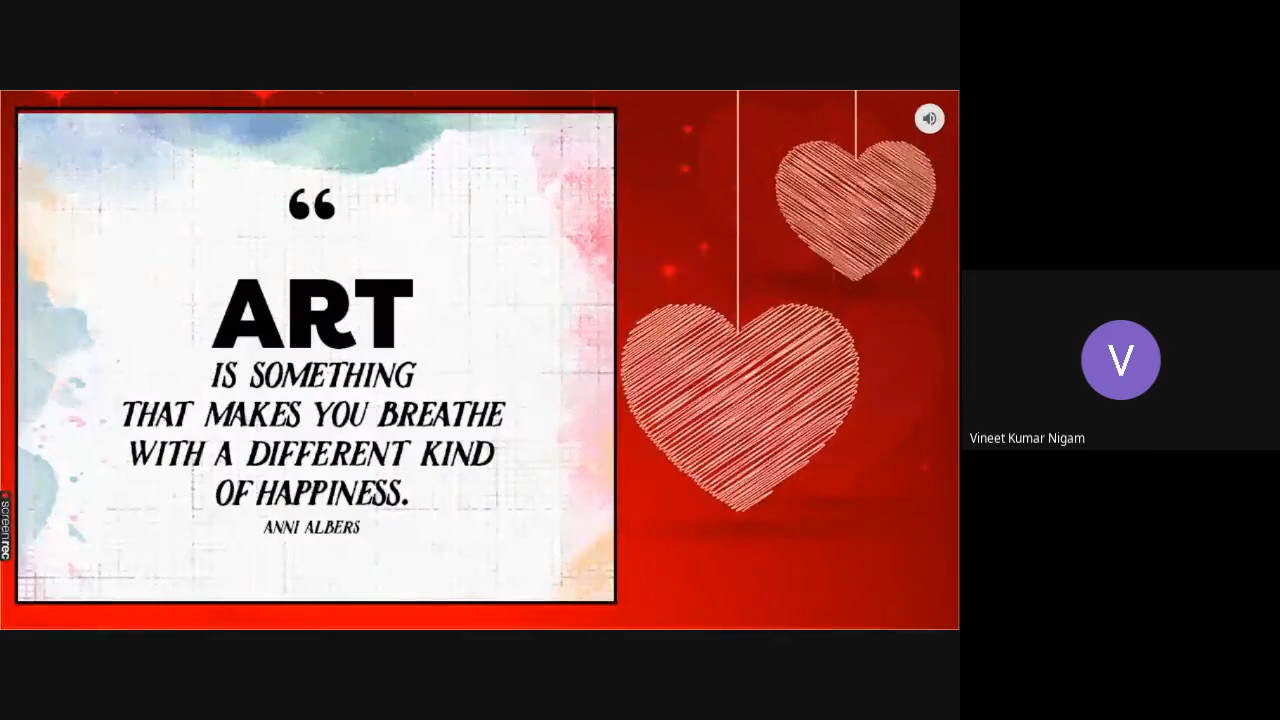 “
ART
IS SOMETHING
THAT MAKES YOU BREATHE
WITH A DIFFERENT KIND
OF HAPPINESS.
ANNI ALBERS
screenrec
V
Vineet Kumar Nigam